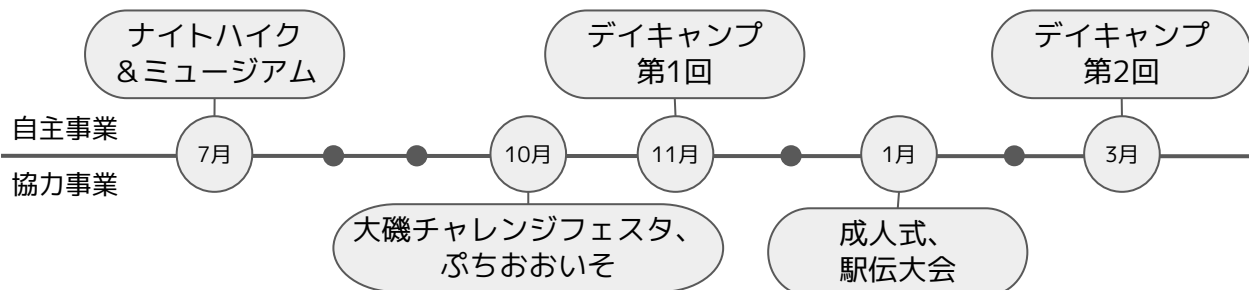 ナイトハイク
＆ミュージアム
デイキャンプ
第1回
デイキャンプ
第2回
自主事業
7月
10月
11月
1月
3月
協力事業
大磯チャレンジフェスタ、
ぷちおおいそ
成人式、
駅伝大会